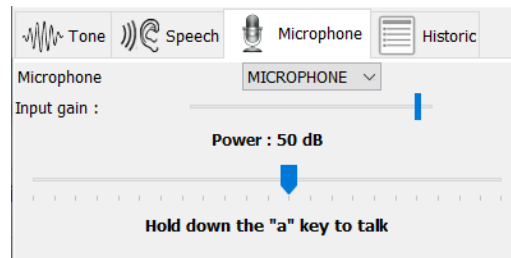 Tone Speech Microphone Historic
Microphone MICROPHONE
Input gain :
Power : 50 dB
Hold down the "a" key to talk